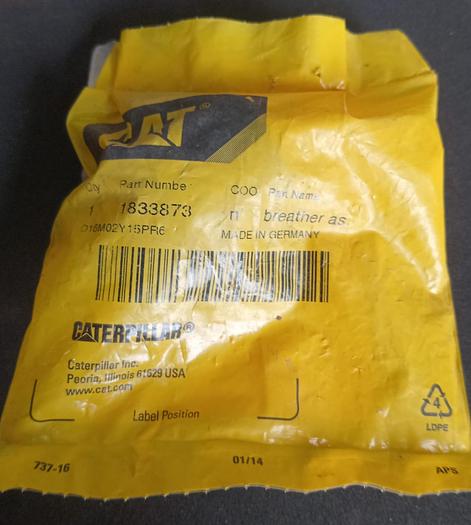 CAT®
Qty Part Numbe COO Part Name
1 1833873 breather as
MADE IN GERMANY
CATERPILLAR®
Caterpillar Inc.
Peoria, Illinois 61629 USA
www.cat.com
Label Position
4
LDPE
737-16 01/14 APS